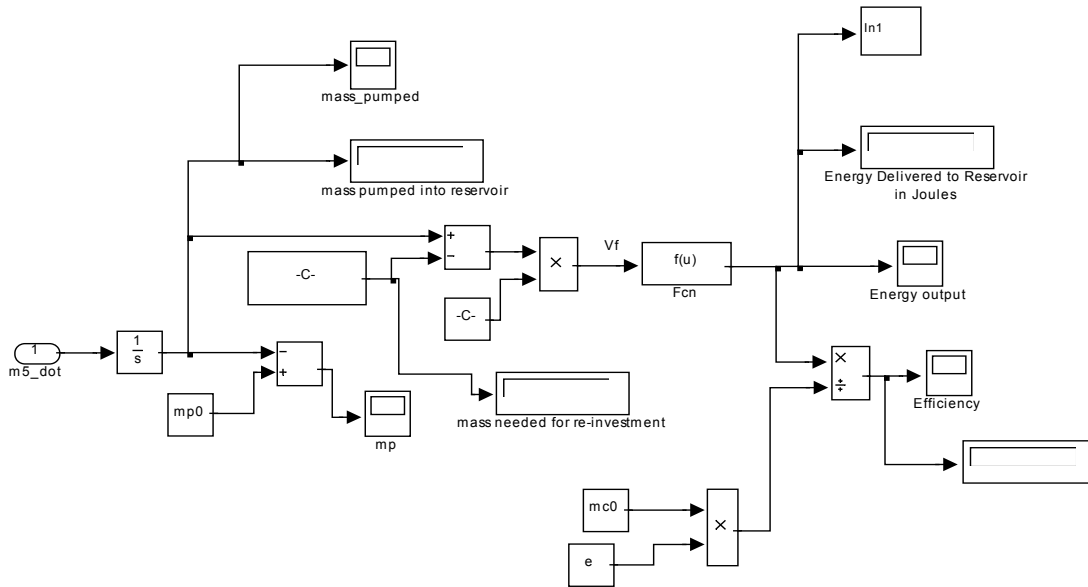 In1
mass_pumped
mass pumped into reservoir
Energy Delivered to Reservoir
in Joules
+
−
-C-
×
Vf
f(u)
Fcn
Energy output
-C-
1
m5_dot
1
s
−
+
mp0
mp
mass needed for re-investment
×
÷
Efficiency
mc0
×
e